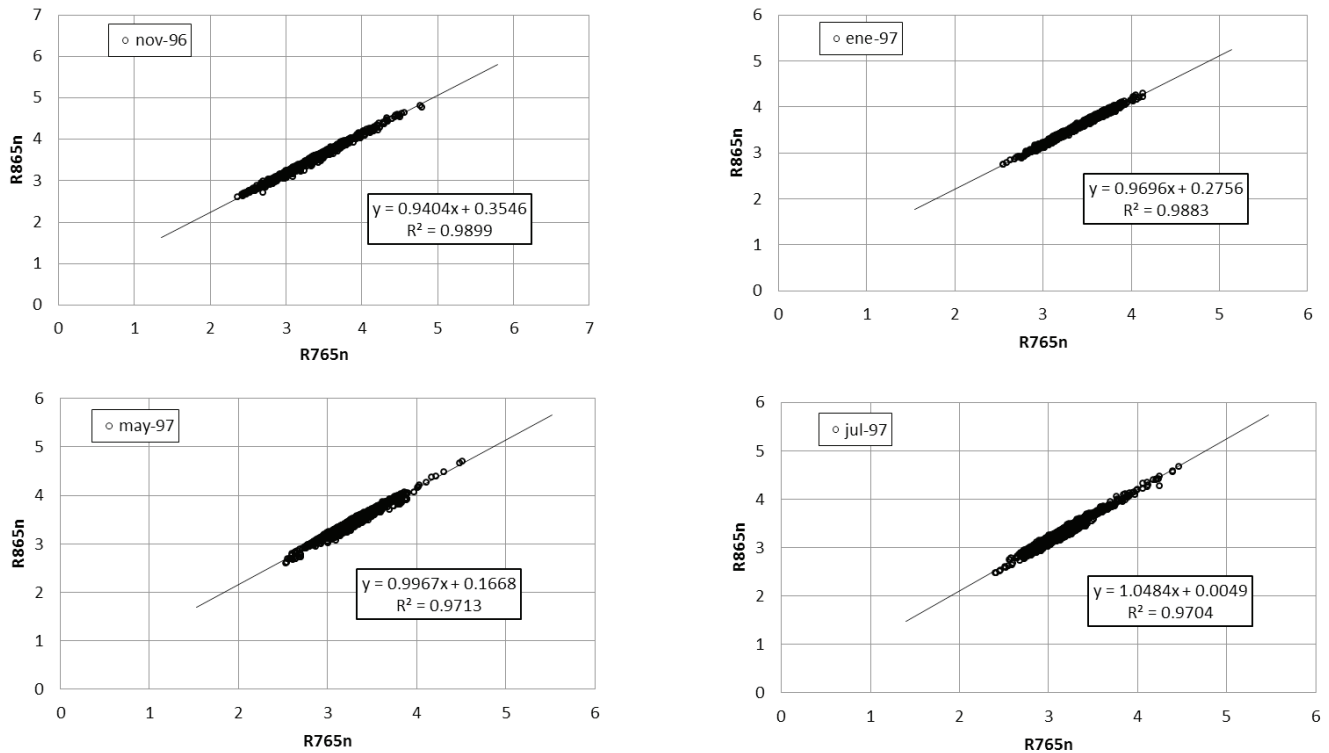 7
6
5
4
3
2
1
0
R865n
nov-96
y = 0.9404x + 0.3546
R² = 0.9899
0 1 2 3 4 5 6 7
R765n
6
5
4
3
2
1
0
R865n
ene-97
y = 0.9696x + 0.2756
R² = 0.9883
0 1 2 3 4 5 6
R765n
6
5
4
3
2
1
0
R865n
may-97
y = 0.9967x + 0.1668
R² = 0.9713
0 1 2 3 4 5 6
R765n
6
5
4
3
2
1
0
R865n
jul-97
y = 1.0484x + 0.0049
R² = 0.9704
0 1 2 3 4 5 6
R765n